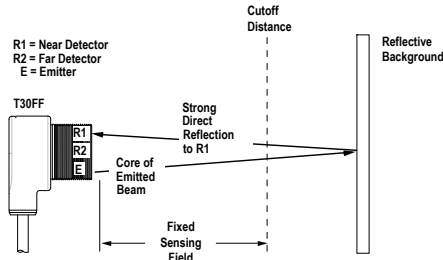 Cutoff
Distance
R1 = Near Detector
R2 = Far Detector
E = Emitter
Reflective
Background
T30FF
Strong
Direct
Reflection
to R1
R1
R2
E
Core of
Emitted
Beam
Fixed
Sensing
Field